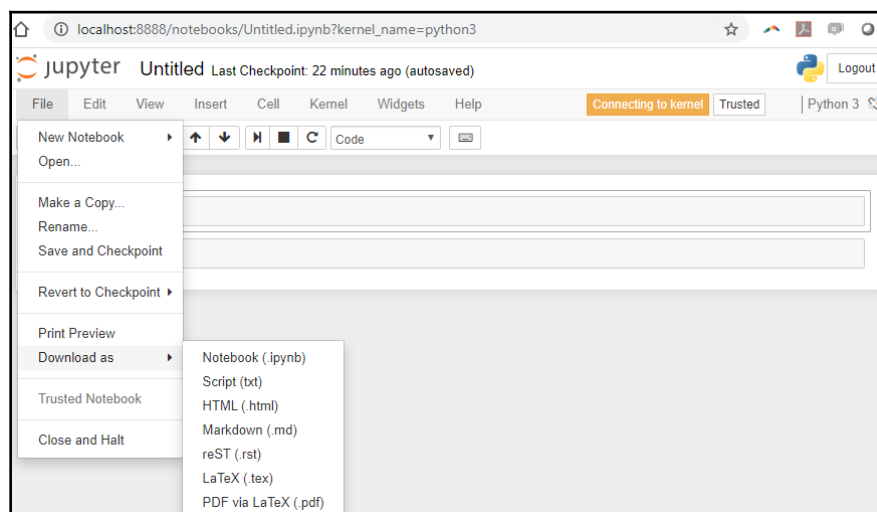 localhost:8888/notebooks/Untitled.ipynb?kernel_name=python3
jupyter Untitled Last Checkpoint: 22 minutes ago (autosaved) Logout
File Edit View Insert Cell Kernel Widgets Help Connecting to kernel Trusted Python 3
New Notebook Code
Open...
Make a Copy...
Rename...
Save and Checkpoint
Revert to Checkpoint
Print Preview
Download as
Trusted Notebook
Close and Halt
Notebook (.ipynb)
Script (txt)
HTML (.html)
Markdown (.md)
reST (.rst)
LaTeX (.tex)
PDF via LaTeX (.pdf)